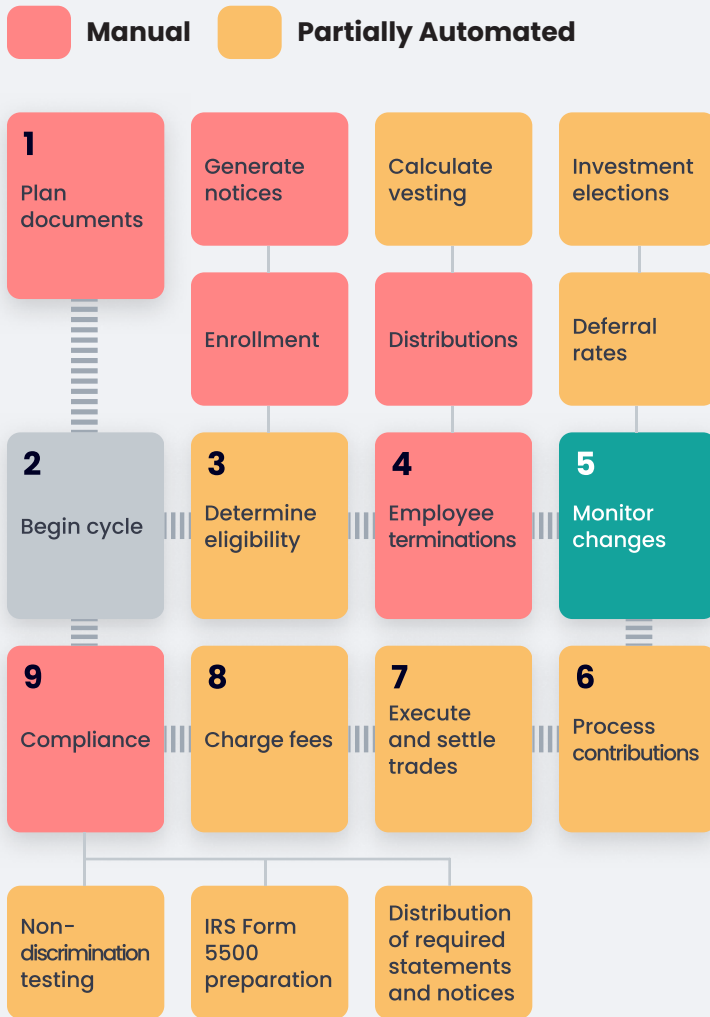 Manual
Partially Automated
1
Plan
documents
Generate
notices
Calculate
vesting
Investment
elections
Enrollment
Distributions
Deferral
rates
2
Begin cycle
3
Determine
eligibility
4
Employee
terminations
5
Monitor
changes
9
Compliance
8
Charge fees
7
Execute
and settle
trades
6
Process
contributions
Non-
discrimination
testing
IRS Form
5500
preparation
Distribution
of required
statements
and notices